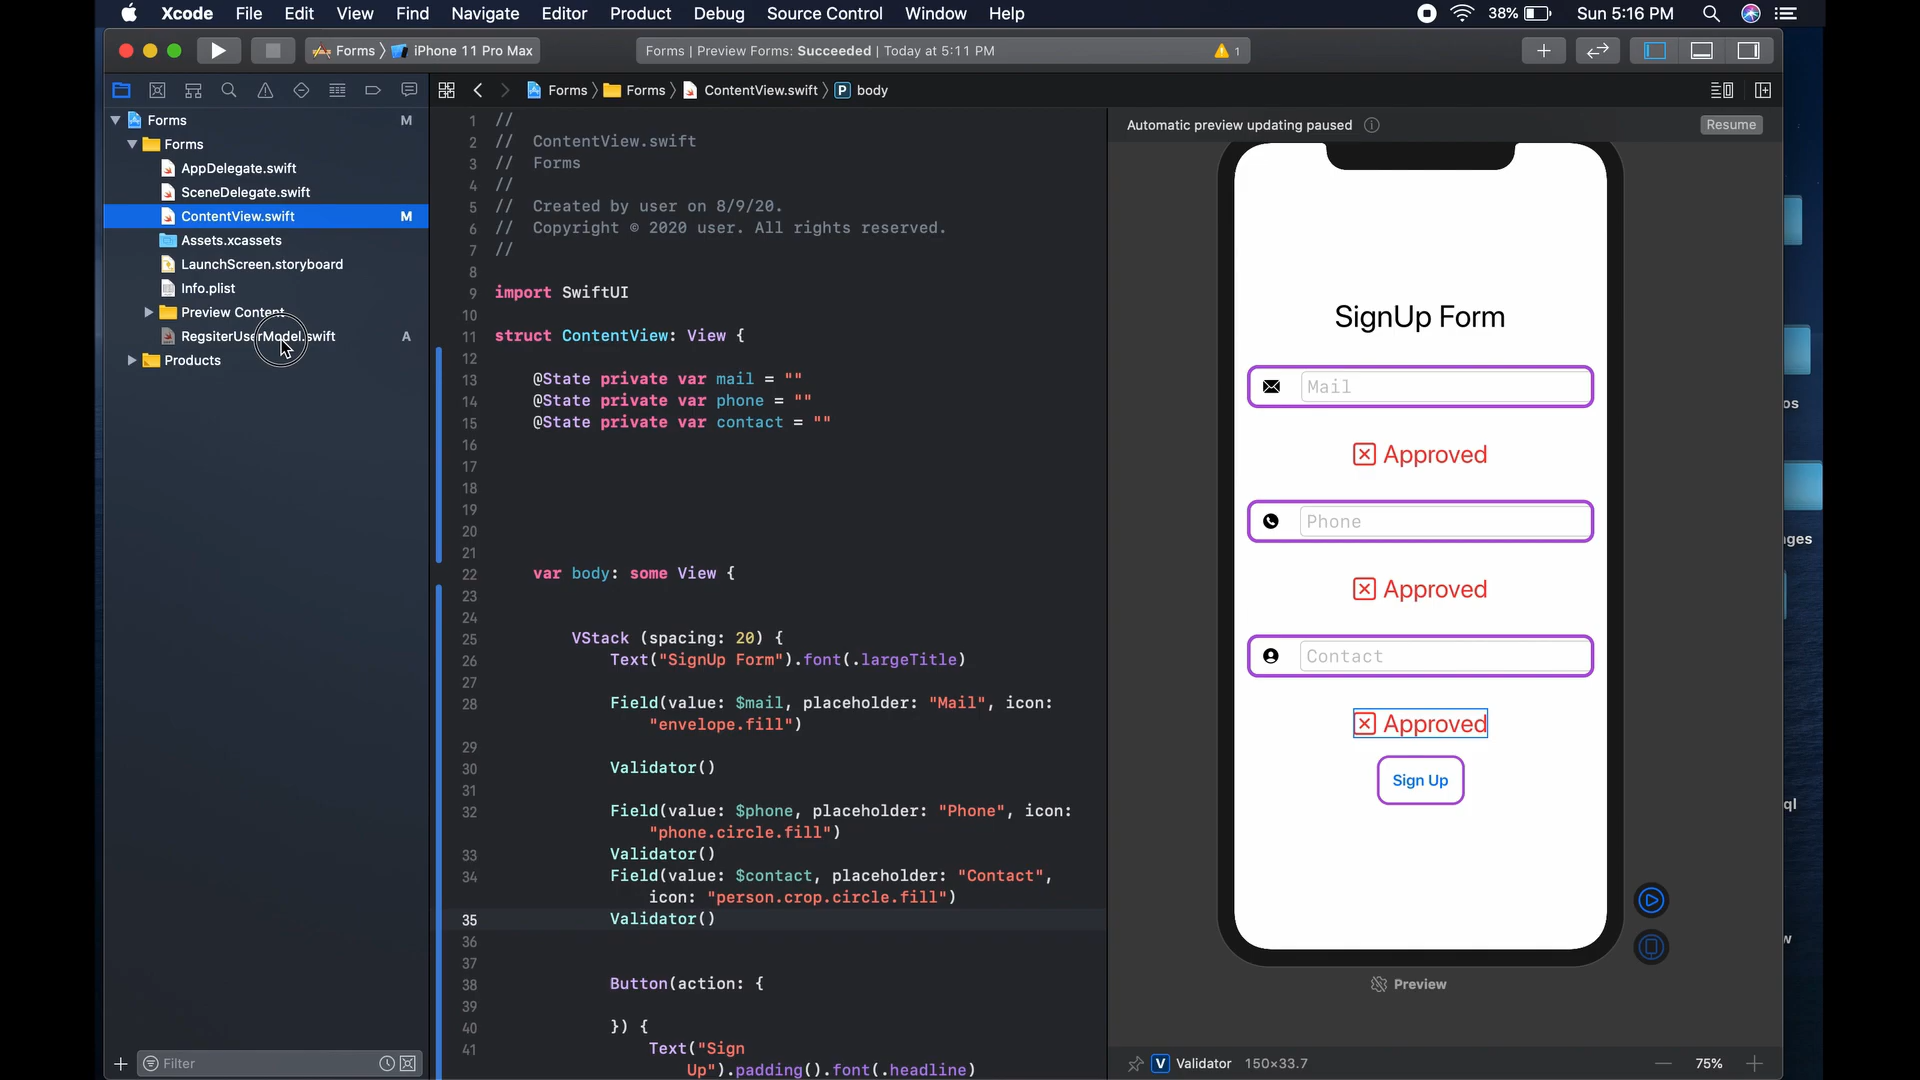 Xcode File Edit View Find Navigate Editor Product Debug Source Control Window Help 38% Sun 5:16 PM
Forms iPhone 11 Pro Max
Forms | Preview Forms: Succeeded | Today at 5:11 PM 1
Forms M
Forms
AppDelegate.swift
SceneDelegate.swift
ContentView.swift M
Assets.xcassets
LaunchScreen.storyboard
Info.plist
Preview Content
RegsiterUserModel.swift A
Products
Filter
Forms Forms ContentView.swift P body
1 //
2 // ContentView.swift
3 // Forms
4 //
5 // Created by user on 8/9/20.
6 // Copyright © 2020 user. All rights reserved.
7 //
8
9 import SwiftUI
10
11 struct ContentView: View {
12
13 @State private var mail = ""
14 @State private var phone = ""
15 @State private var contact = ""
16
17
18
19
20
21
22 var body: some View {
23
24
25 VStack (spacing: 20) {
26 Text("SignUp Form").font(.largeTitle)
27
28 Field(value: $mail, placeholder: "Mail", icon:
"envelope.fill")
29
30 Validator()
31
32 Field(value: $phone, placeholder: "Phone", icon:
"phone.circle.fill")
33 Validator()
34 Field(value: $contact, placeholder: "Contact",
icon: "person.crop.circle.fill")
35 Validator()
36
37
38 Button(action: {
39
40 }) {
41 Text("Sign
Up").padding().font(.headline)
Automatic preview updating paused Resume
SignUp Form
Mail
Approved
Phone
Approved
Contact
Approved
Sign Up
Preview
V Validator 150×33.7 75%
os
ages
ql
w